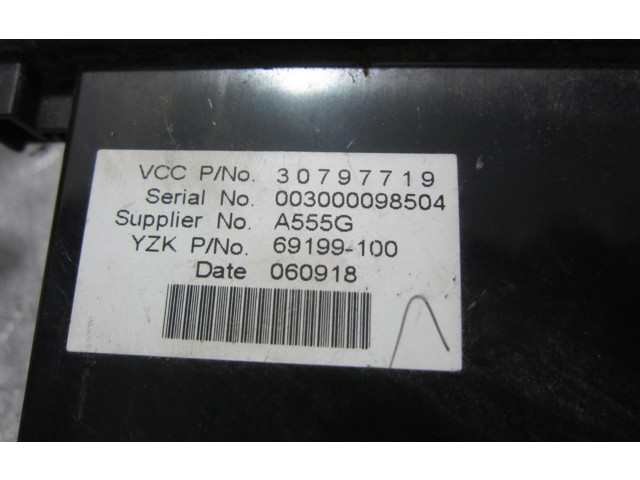 VCC P/No. 30797719
Serial No. 003000098504
Supplier No. A555G
YZK P/No. 69199-100
Date 060918